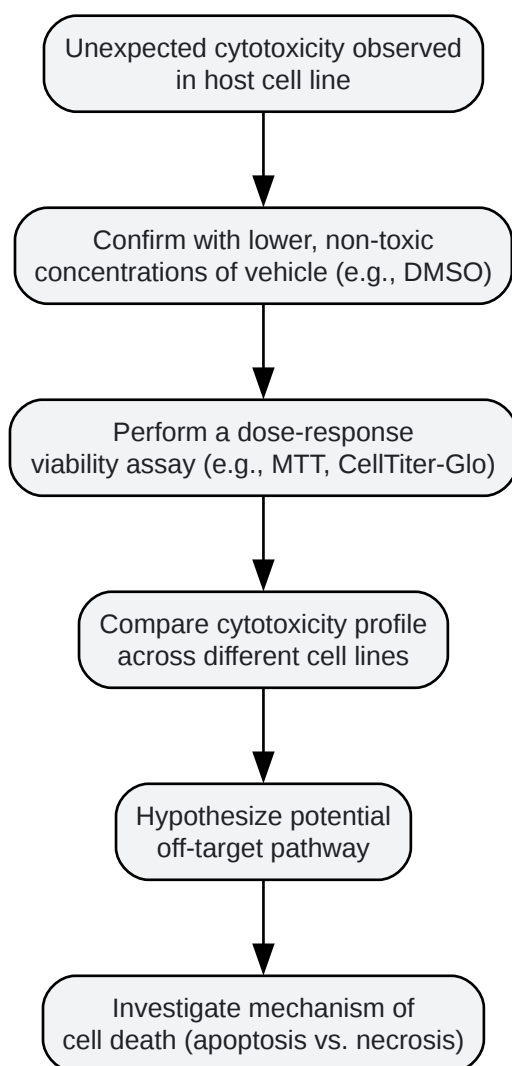 Unexpected cytotoxicity observed
in host cell line
Confirm with lower, non-toxic
concentrations of vehicle (e.g., DMSO)
Perform a dose-response
viability assay (e.g., MTT, CellTiter-Glo)
Compare cytotoxicity profile
across different cell lines
Hypothesize potential
off-target pathway
Investigate mechanism of
cell death (apoptosis vs. necrosis)